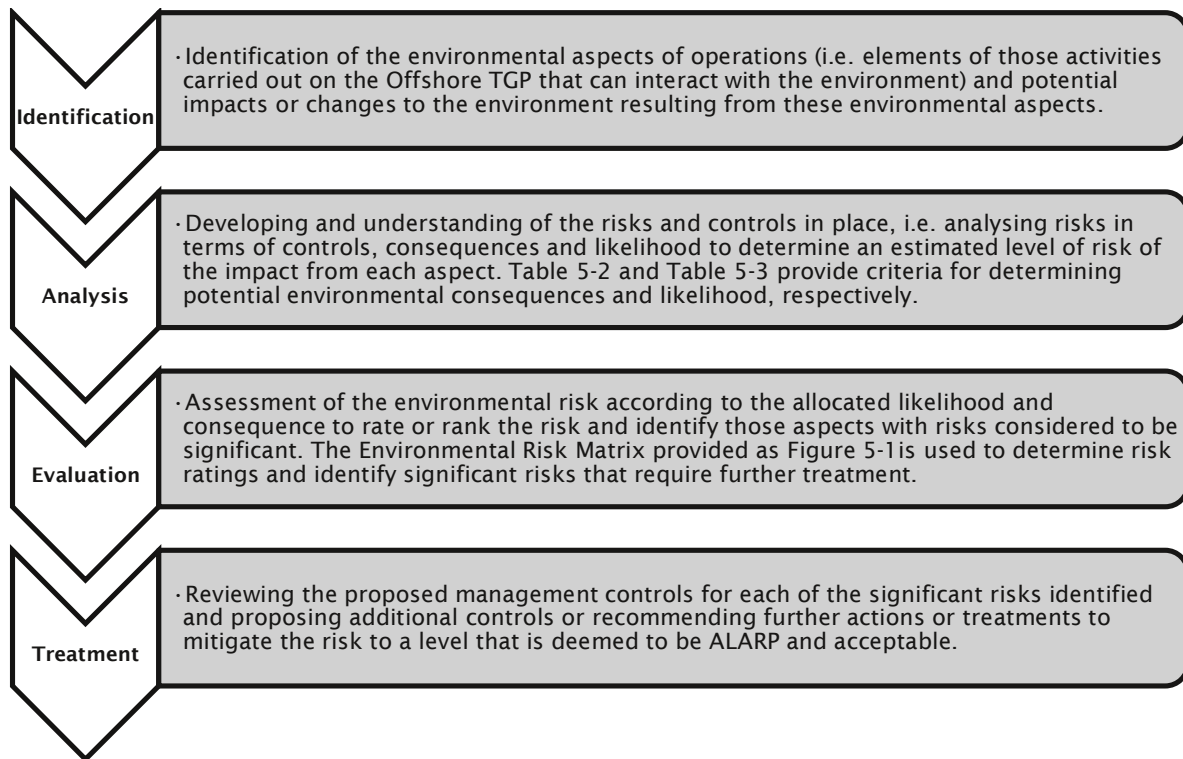 Identification
·Identification of the environmental aspects of operations (i.e. elements of those activities
carried out on the Offshore TGP that can interact with the environment) and potential
impacts or changes to the environment resulting from these environmental aspects.
Analysis
·Developing and understanding of the risks and controls in place, i.e. analysing risks in
terms of controls, consequences and likelihood to determine an estimated level of risk of
the impact from each aspect. Table 5-2 and Table 5-3 provide criteria for determining
potential environmental consequences and likelihood, respectively.
Evaluation
·Assessment of the environmental risk according to the allocated likelihood and
consequence to rate or rank the risk and identify those aspects with risks considered to be
significant. The Environmental Risk Matrix provided as Figure 5-1is used to determine risk
ratings and identify significant risks that require further treatment.
Treatment
·Reviewing the proposed management controls for each of the significant risks identified
and proposing additional controls or recommending further actions or treatments to
mitigate the risk to a level that is deemed to be ALARP and acceptable.